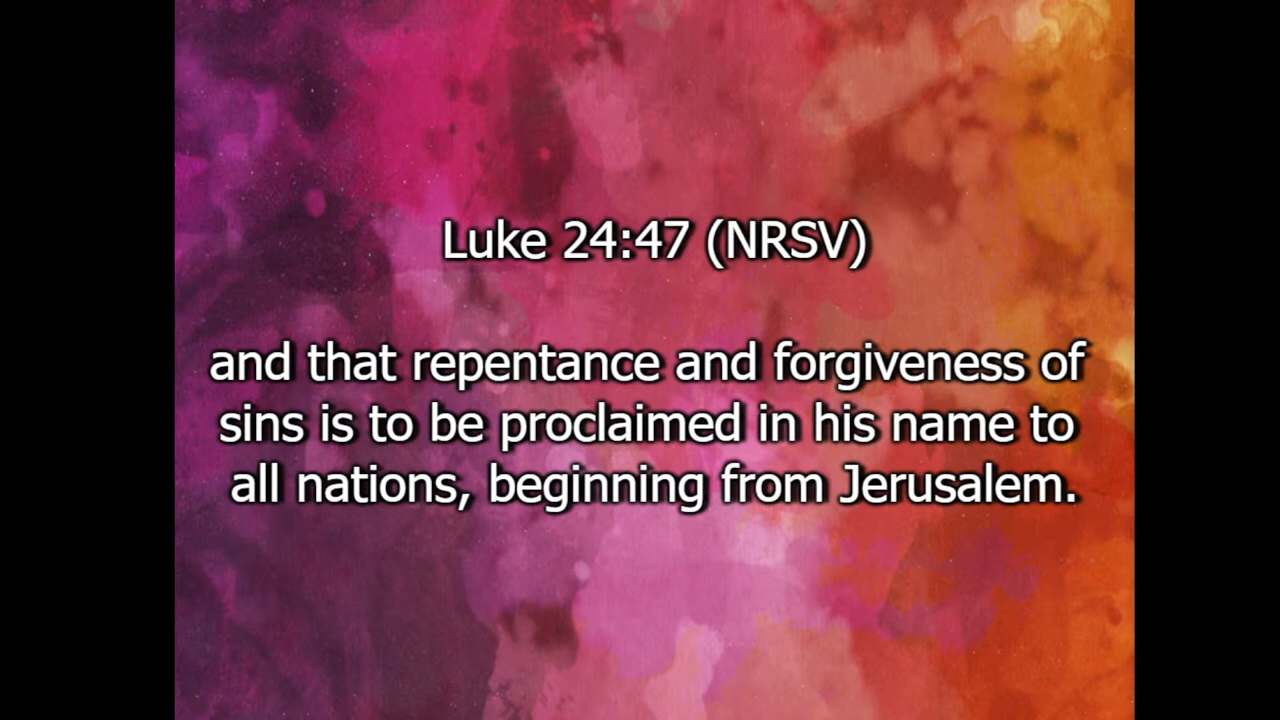 Luke 24:47 (NRSV)
and that repentance and forgiveness of
sins is to be proclaimed in his name to
all nations, beginning from Jerusalem.